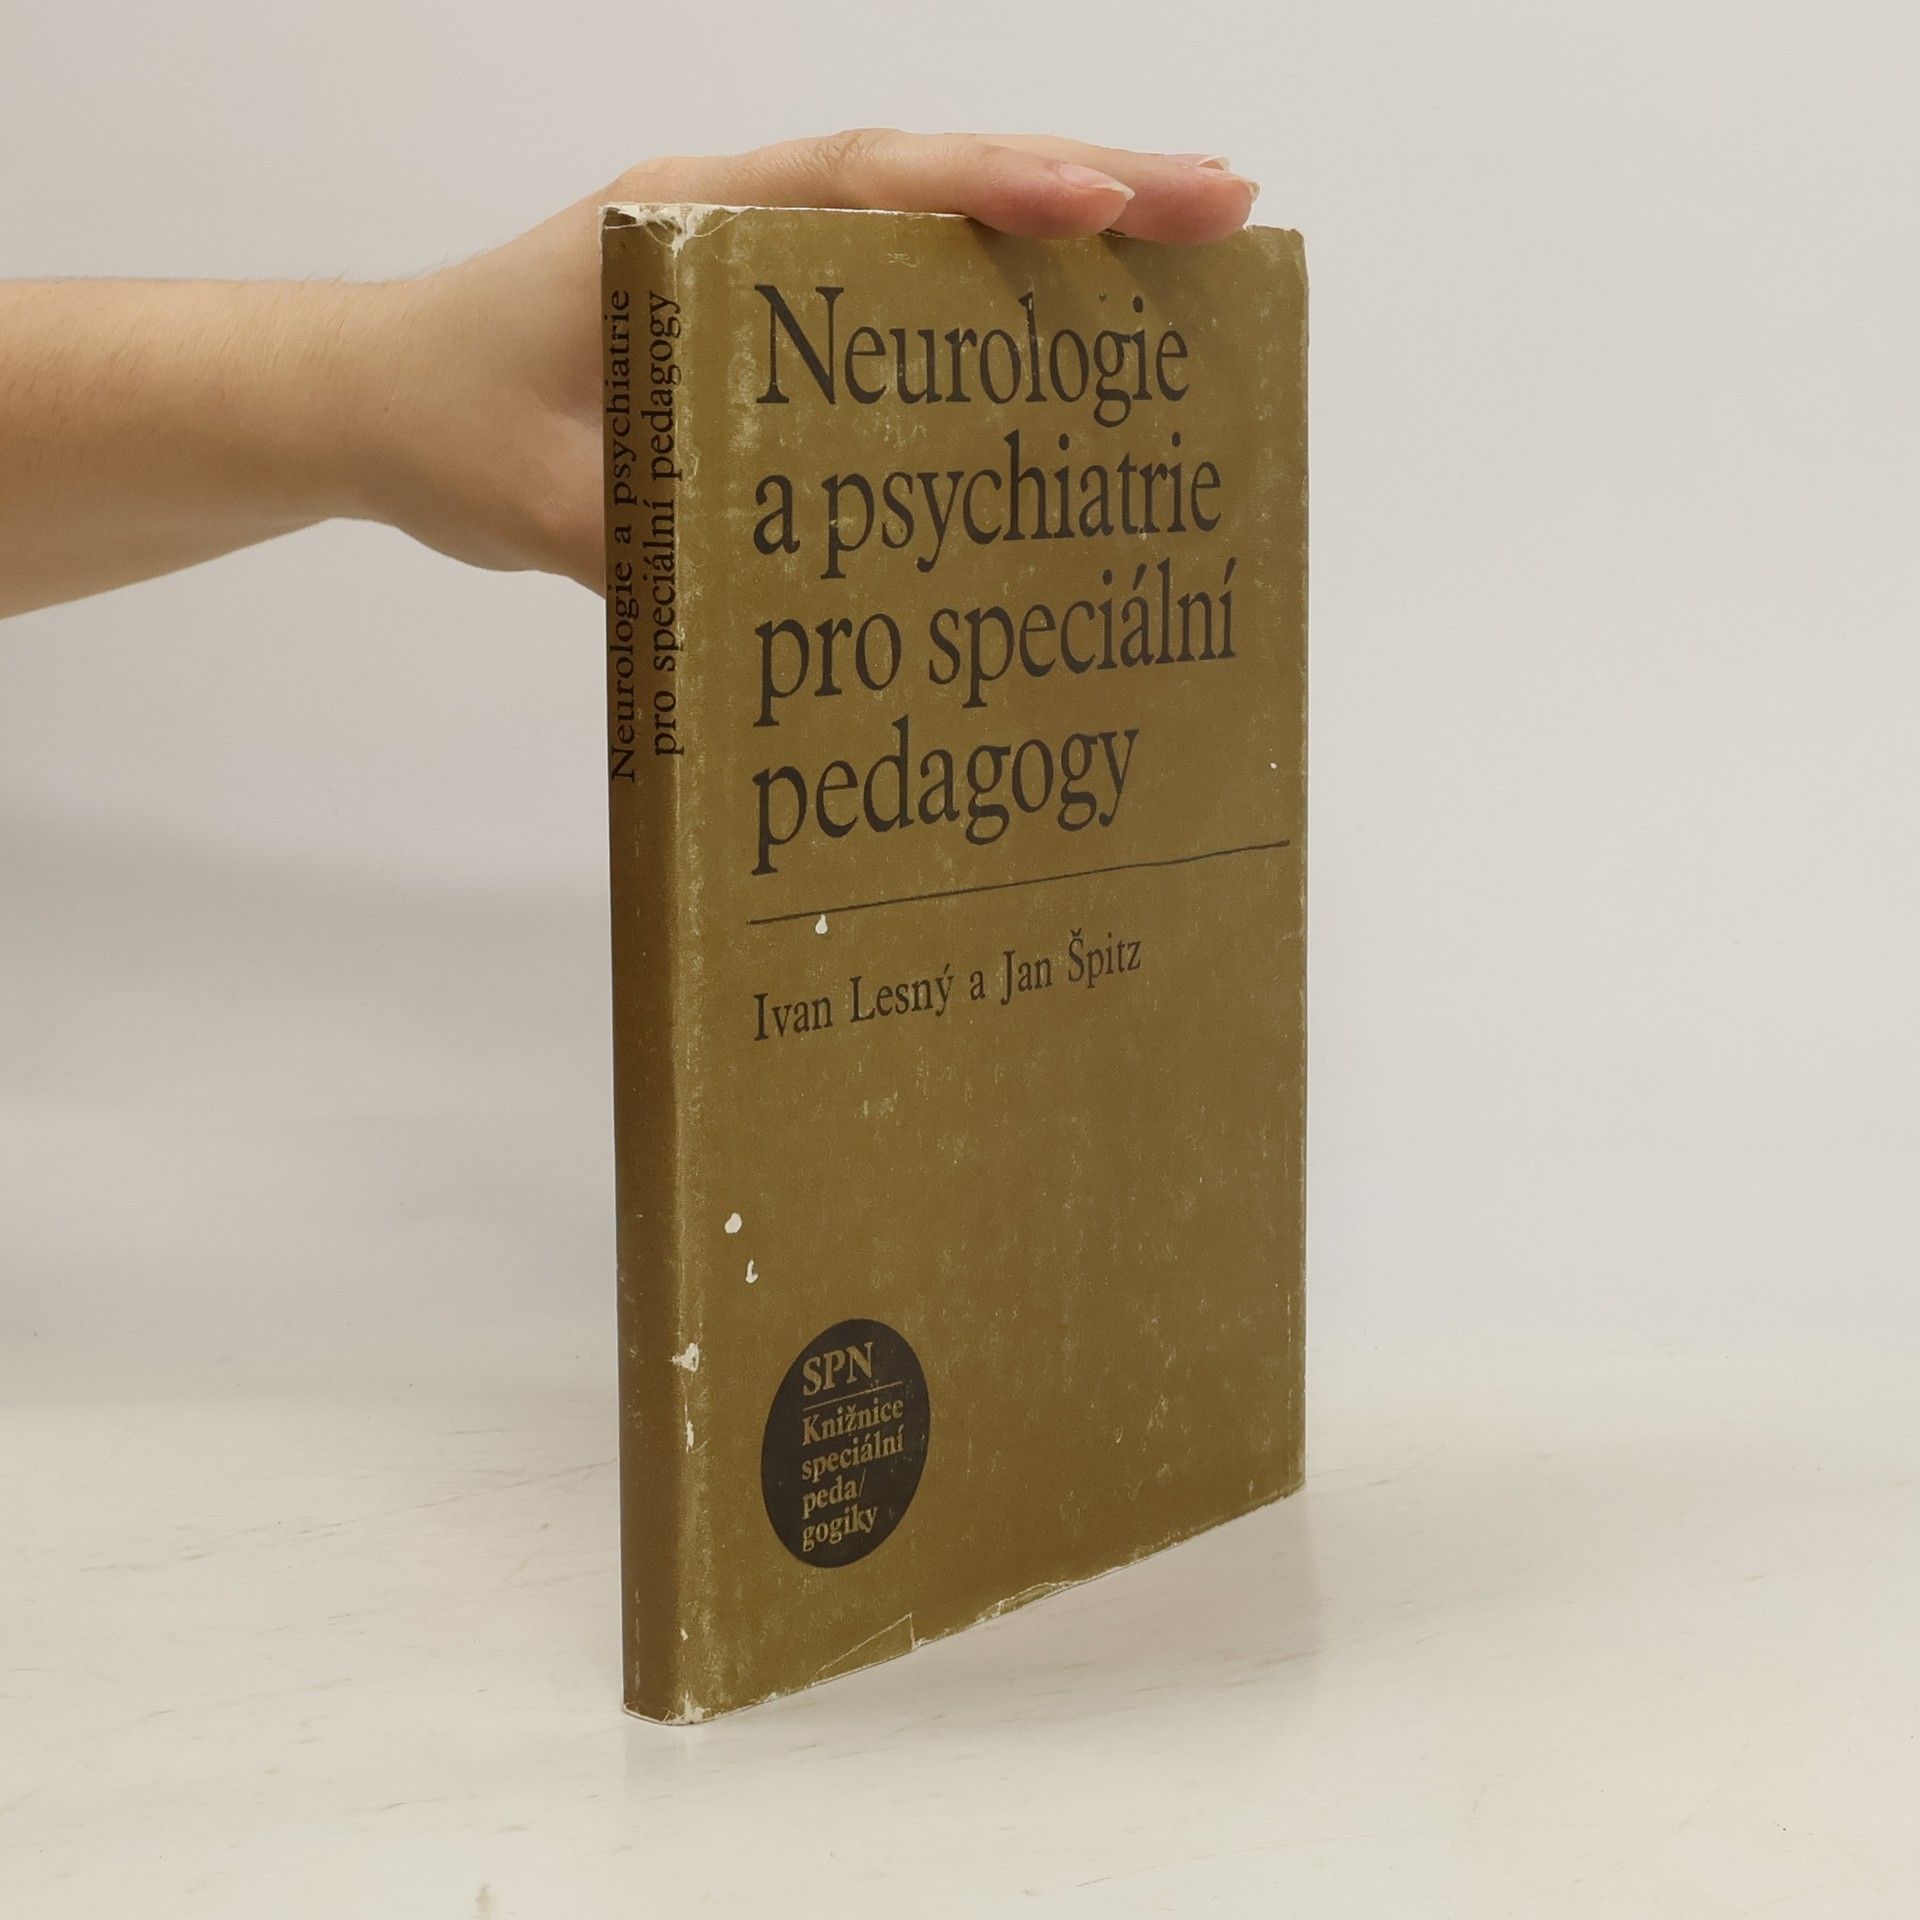 Neurologie a psychiatrie
pro speciální pedagogy
Neurologie
a psychiatrie
pro speciální
pedagogy
Ivan Lesný a Jan Špitz
SPN
Knižnice
speciální
peda/
gogiky